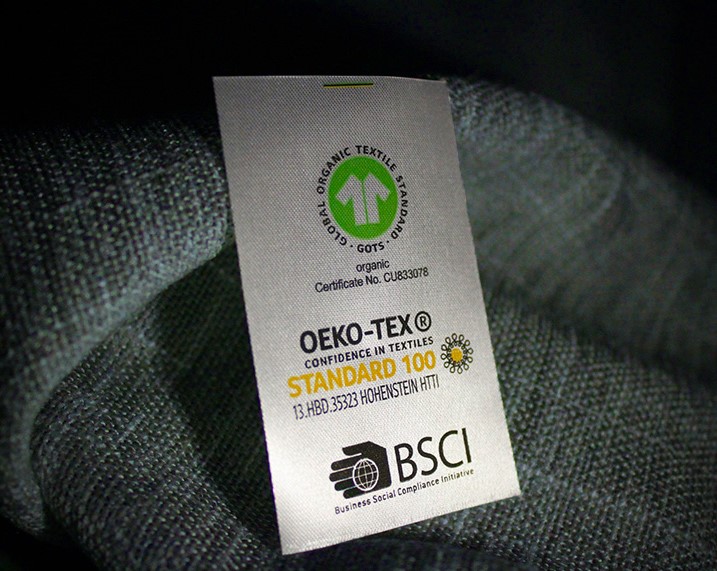 GLOBAL ORGANIC TEXTILE STANDARD
· GOTS ·
organic
Certificate No. CU833078
OEKO-TEX®
CONFIDENCE IN TEXTILES
STANDARD 100
13.HBD.35323 HOHENSTEIN HTTI
BSCI
Business Social Compliance Initiative